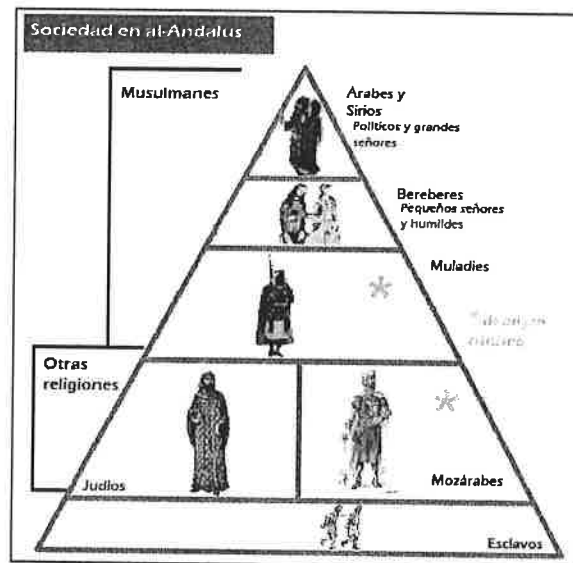 Sociedad en al-Andalus
Musulmanes
Arabes y
Sirios
Políticos y grandes
señores
Bereberes
Pequeños señores
y humildes
Muladíes
*
Otras
religiones
*
Judíos
Mozárabes
Esclavos